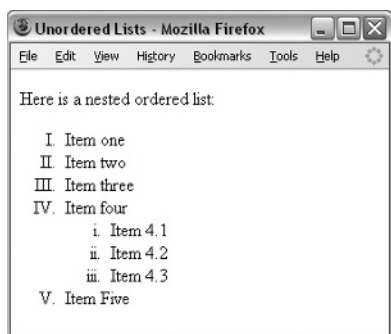 Unordered Lists - Mozilla Firefox
File Edit View History Bookmarks Tools Help
Here is a nested ordered list:
I. Item one
II. Item two
III. Item three
IV. Item four
i. Item 4.1
ii. Item 4.2
iii. Item 4.3
V. Item Five